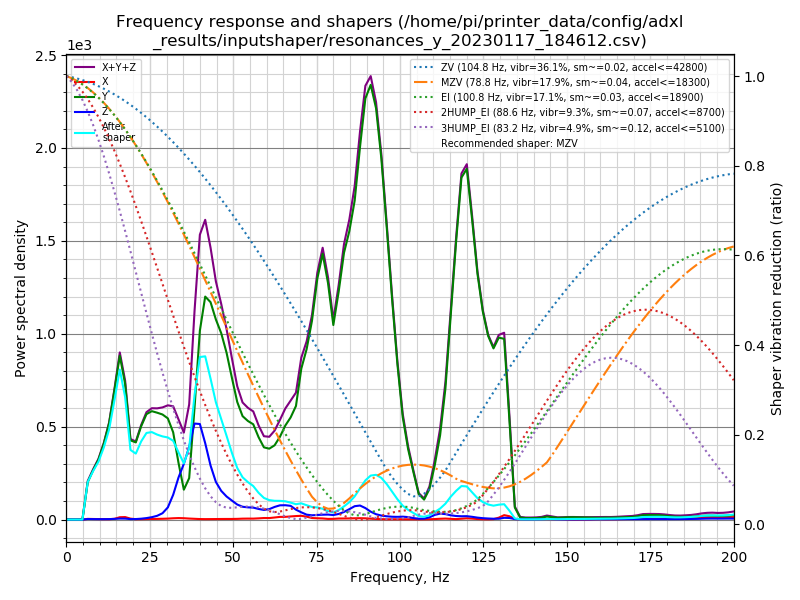 Frequency response and shapers (/home/pi/printer_data/config/adxl
_results/inputshaper/resonances_y_20230117_184612.csv)
1e3
2.5
2.0
1.5
1.0
0.5
0.0
Power spectral density
X+Y+Z
X
Y
Z
After
shaper
ZV (104.8 Hz, vibr=36.1%, sm~=0.02, accel<=42800)
MZV (78.8 Hz, vibr=17.9%, sm~=0.04, accel<=18300)
EI (100.8 Hz, vibr=17.1%, sm~=0.03, accel<=18900)
2HUMP_EI (88.6 Hz, vibr=9.3%, sm~=0.07, accel<=8700)
3HUMP_EI (83.2 Hz, vibr=4.9%, sm~=0.12, accel<=5100)
Recommended shaper: MZV
1.0
0.8
0.6
0.4
0.2
0.0
Shaper vibration reduction (ratio)
0 25 50 75 100 125 150 175 200
Frequency, Hz